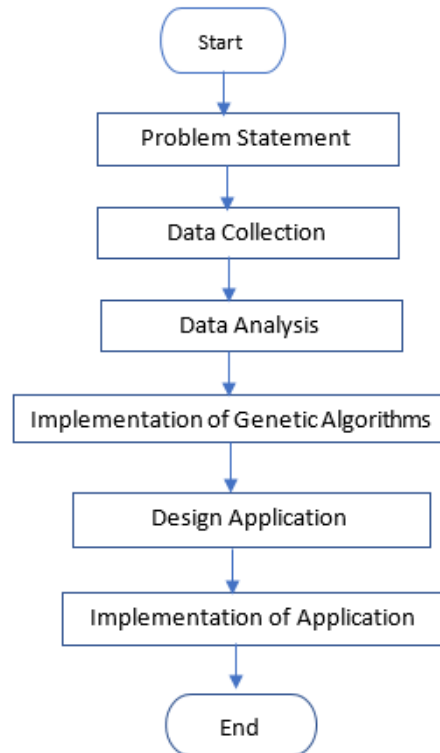 Start
Problem Statement
Data Collection
Data Analysis
Implementation of Genetic Algorithms
Design Application
Implementation of Application
End